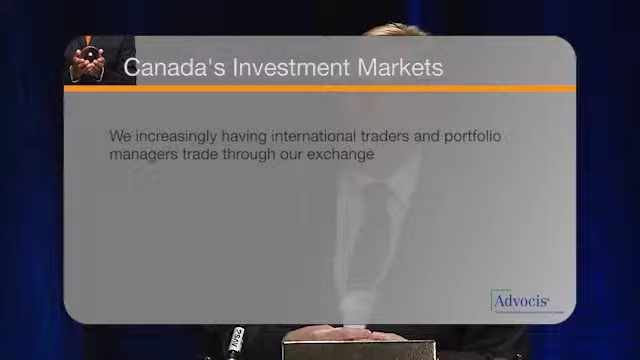 Canada's Investment Markets
We increasingly having international traders and portfolio
managers trade through our exchange
Advocis